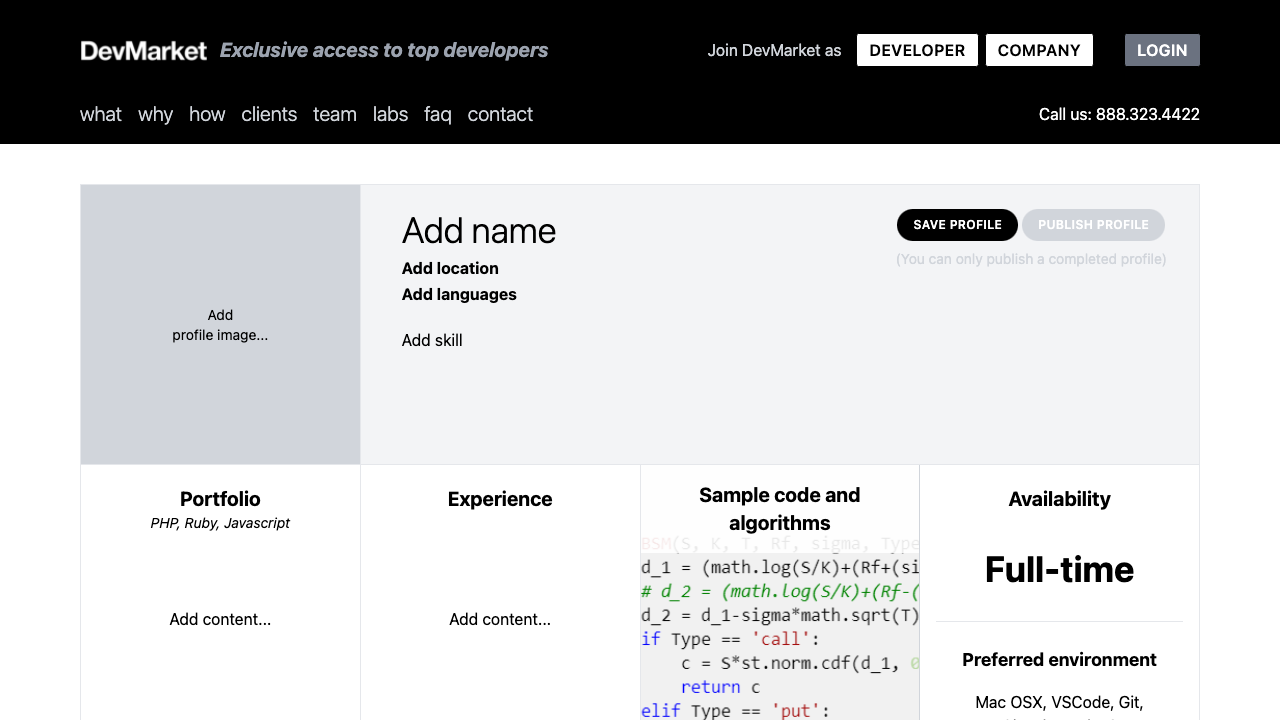 DevMarket Exclusive access to top developers
Join DevMarket as DEVELOPER COMPANY LOGIN
what why how clients team labs faq contact
Call us: 888.323.4422
Add
profile image...
Add name
Add location
Add languages
Add skill
SAVE PROFILE PUBLISH PROFILE
(You can only publish a completed profile)
Portfolio
PHP, Ruby, Javascript
Add content...
Experience
Add content...
Sample code and
algorithms
BSM(S, K, T, Rf, sigma, Type
d_1 = (math.log(S/K)+(Rf+(si
# d_2 = (math.log(S/K)+(Rf-(
d_2 = d_1-sigma*math.sqrt(T)
if Type == 'call':
c = S*st.norm.cdf(d_1, 0
return c
elif Type == 'put':
Availability
Full-time
Preferred environment
Mac OSX, VSCode, Git,